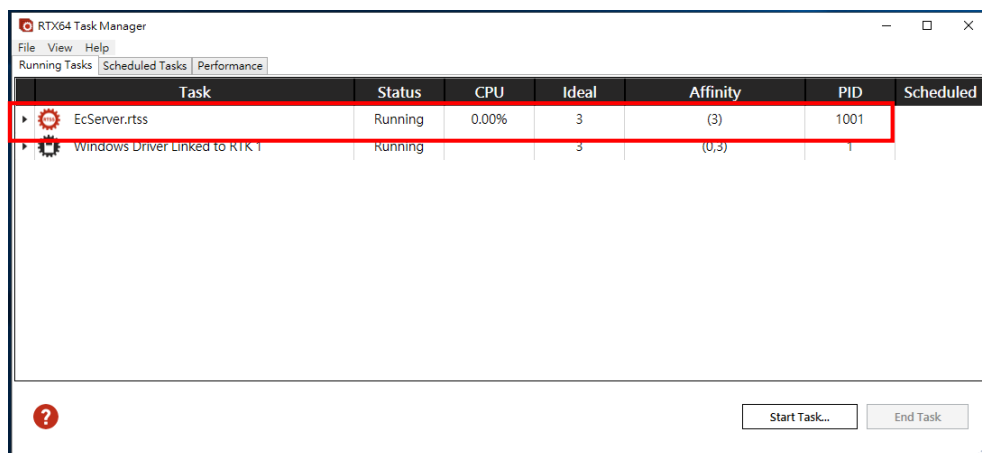 RTX64 Task Manager
File View Help
Running Tasks Scheduled Tasks Performance
Task Status CPU Ideal Affinity PID Scheduled
RTSS EcServer.rtss Running 0.00% 3 (3) 1001
Windows Driver Linked to RTK 1 Running 3 (0,3) 1
? Start Task... End Task